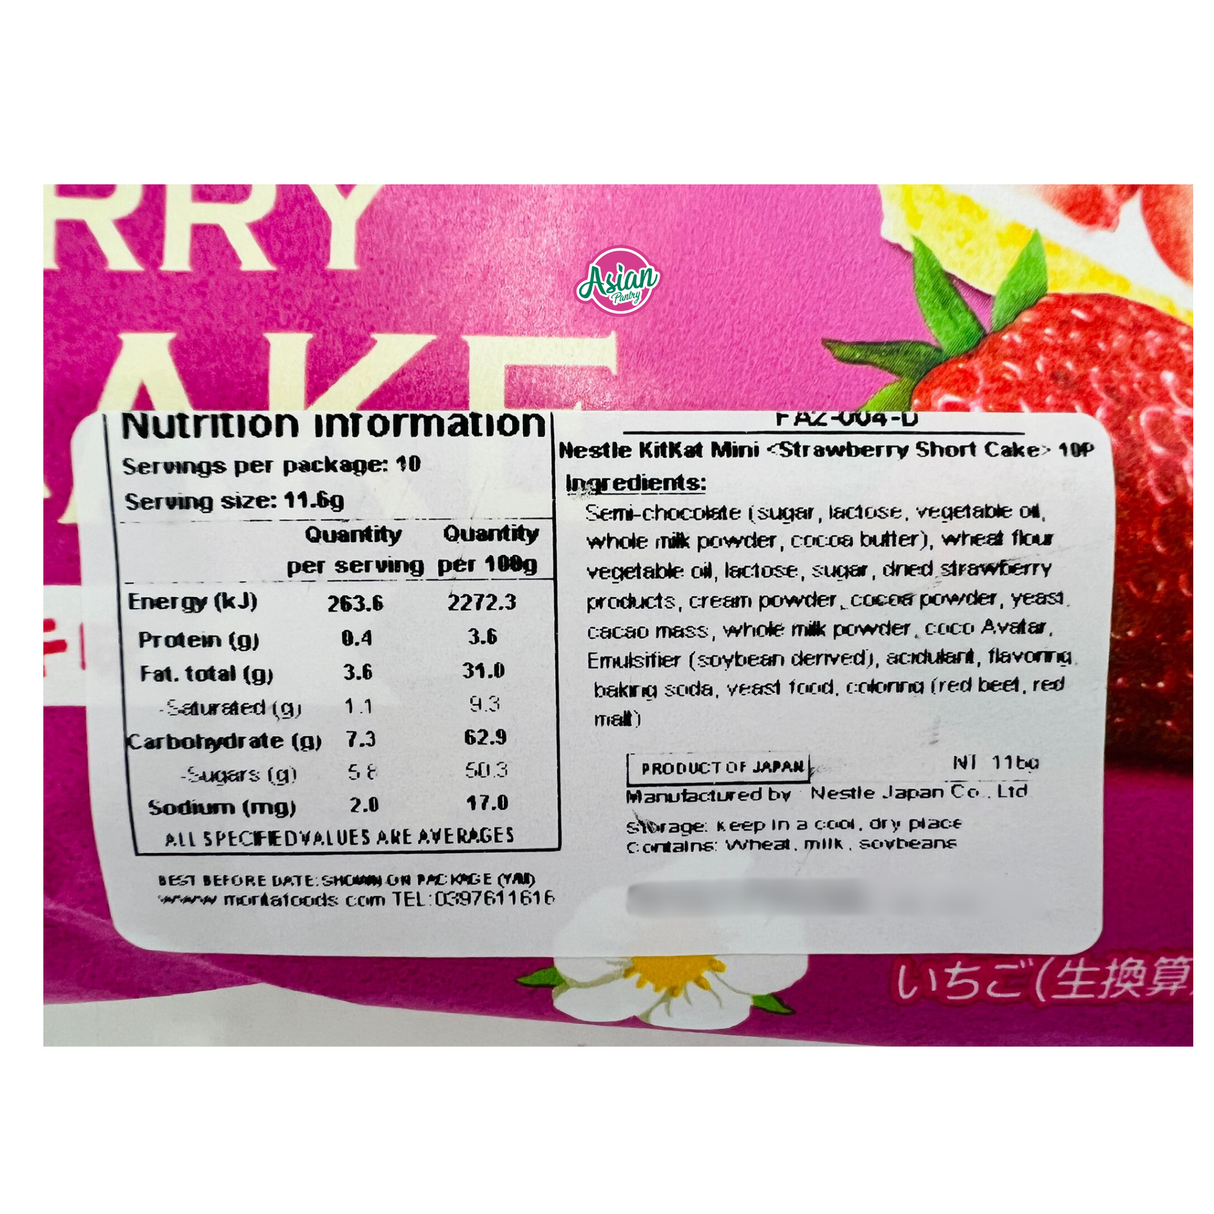 RRY
AKE
Asian
Pantry
Nutrition information
Servings per package: 10
Serving size: 11.6g
Quantity per serving Quantity per 100g
Energy (kJ) 263.6 2272.3
Protein (g) 0.4 3.6
Fat. total (g) 3.6 31.0
-Saturated (g) 1.1 9.3
Carbohydrate (g) 7.3 62.9
-Sugars (g) 5.8 50.3
Sodium (mg) 2.0 17.0
ALL SPECIFIED VALUES ARE AVERAGES
BEST BEFORE DATE: SHOWN ON PACKAGE (Y/M/)
www moritafoods com TEL:0397611616
FA2-004-D
Nestle KitKat Mini <Strawberry Short Cake> 10P
Ingredients:
Semi-chocolate (sugar, lactose, vegetable oil,
whole milk powder, cocoa butter), wheat flour
vegetable oil, lactose, sugar, dried strawberry
products, cream powder, cocoa powder, yeast,
cacao mass, whole milk powder, coco Avatar,
Emulsifier (soybean derived), acidulant, flavoring,
baking soda, yeast food, coloring (red beet, red
malt)
PRODUCT OF JAPAN
NT 116g
Manufactured by Nestle Japan Co., Ltd
Storage: keep in a cool, dry place
Contains: Wheat, milk, soybeans
いちご(生換算